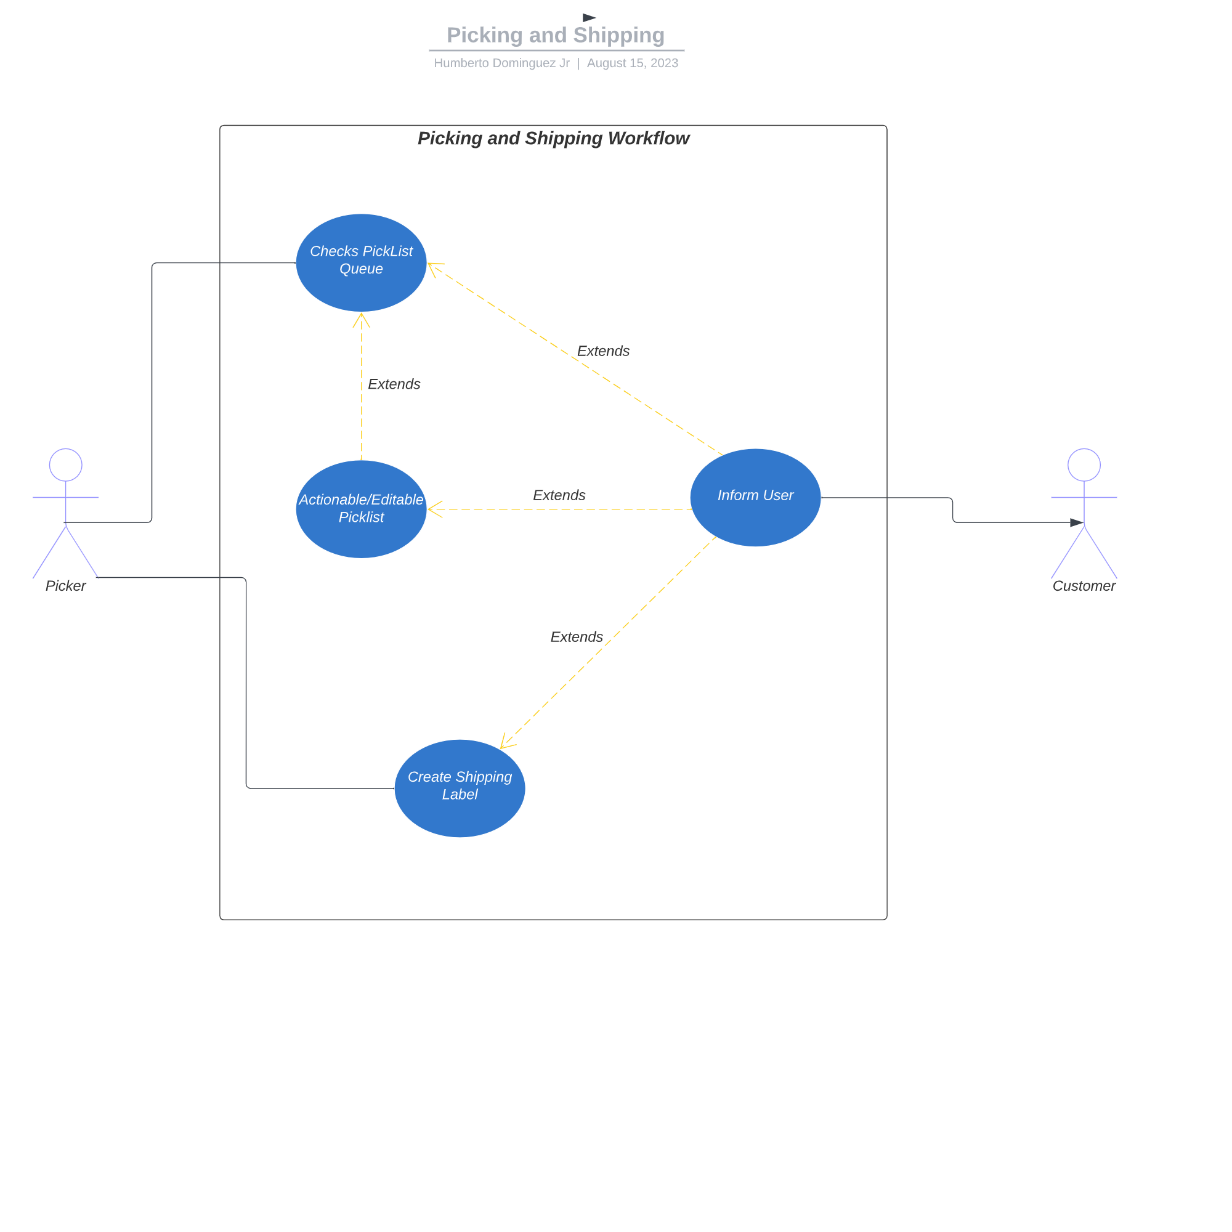 Picking and Shipping
Humberto Dominguez Jr | August 15, 2023
Picking and Shipping Workflow
Checks PickList
Queue
Extends
Extends
Actionable/Editable
Picklist
Extends
Inform User
Picker
Customer
Extends
Create Shipping
Label